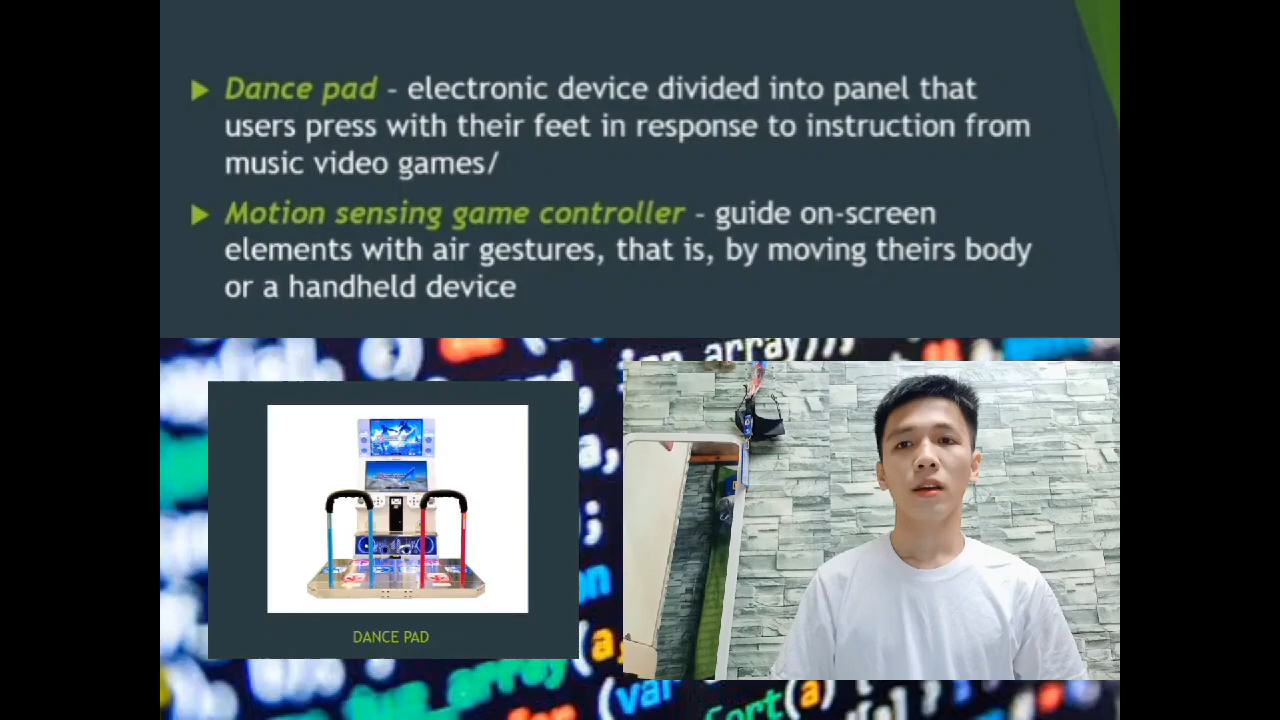 Dance pad - electronic device divided into panel that
users press with their feet in response to instruction from
music video games/
Motion sensing game controller - guide on-screen
elements with air gestures, that is, by moving theirs body
or a handheld device
array));
DANCE PAD
(a,
(var
(a)